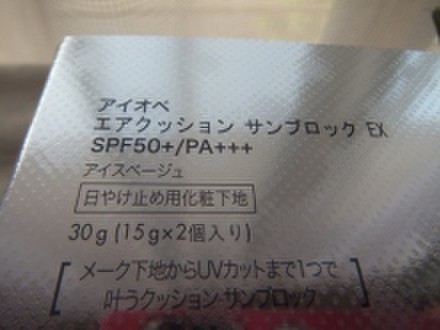 アイオペ
エアクッション サンブロック EX
SPF50+/PA+++
アイスベージュ
日やけ止め用化粧下地
30g (15g×2個入り)
[ メーク下地からUVカットまで1つで
叶うクッション サンブロック ]